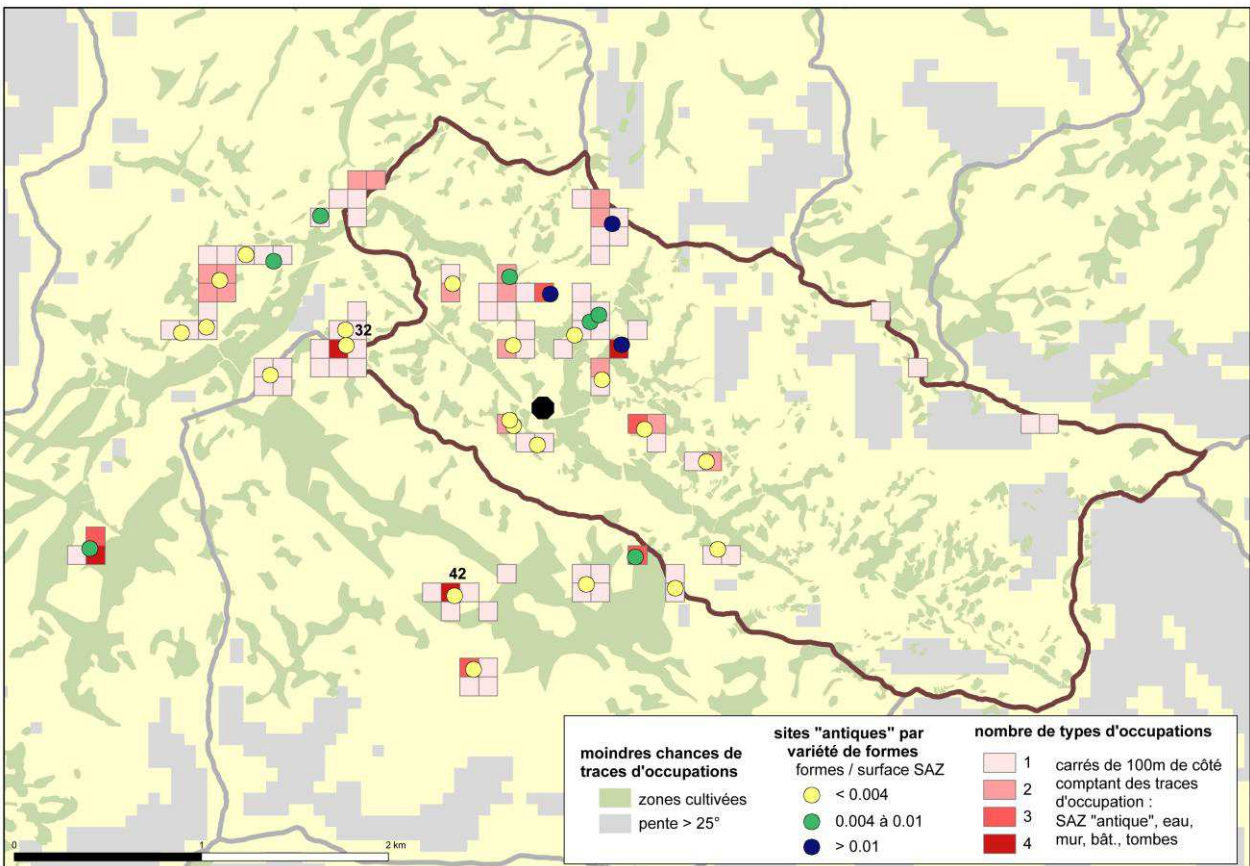 32
42
0
1
2 km
moindres chances de
traces d'occupations
zones cultivées
pente > 25°
sites "antiques" par
variété de formes
formes / surface SAZ
< 0.004
0.004 à 0.01
> 0.01
nombre de types d'occupations
1 carrés de 100m de côté
2 comptant des traces
d'occupation :
3 SAZ "antique", eau,
4 mur, bât., tombes